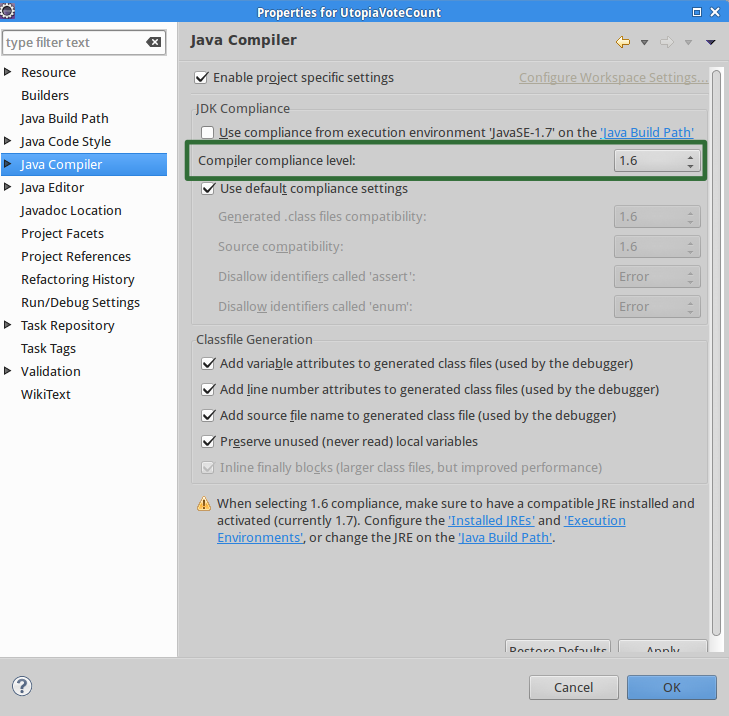 Properties for UtopiaVoteCount
type filter text
Java Compiler
Resource
Builders
Java Build Path
Java Code Style
Java Compiler
Java Editor
Javadoc Location
Project Facets
Project References
Refactoring History
Run/Debug Settings
Task Repository
Task Tags
Validation
WikiText
Enable project specific settings
Configure Workspace Settings...
JDK Compliance
Use compliance from execution environment 'JavaSE-1.7' on the 'Java Build Path'
Compiler compliance level: 1.6
Use default compliance settings
Generated .class files compatibility: 1.6
Source compatibility: 1.6
Disallow identifiers called 'assert': Error
Disallow identifiers called 'enum': Error
Classfile Generation
Add variable attributes to generated class files (used by the debugger)
Add line number attributes to generated class files (used by the debugger)
Add source file name to generated class file (used by the debugger)
Preserve unused (never read) local variables
Inline finally blocks (larger class files, but improved performance)
When selecting 1.6 compliance, make sure to have a compatible JRE installed and
activated (currently 1.7). Configure the 'Installed JREs' and 'Execution
Environments', or change the JRE on the 'Java Build Path'.
Restore Defaults
Apply
?
Cancel
OK